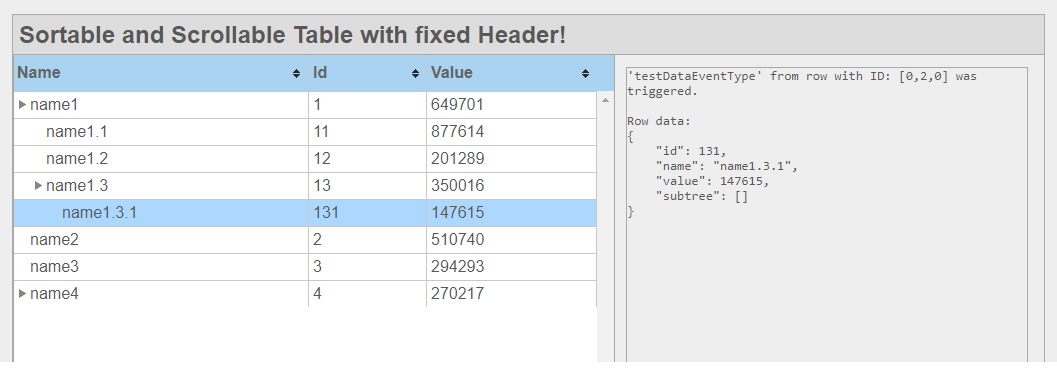 Sortable and Scrollable Table with fixed Header!
Name Id Value
name1 1 649701
name1.1 11 877614
name1.2 12 201289
name1.3 13 350016
name1.3.1 131 147615
name2 2 510740
name3 3 294293
name4 4 270217
'testDataEventType' from row with ID: [0,2,0] was
triggered.
Row data:
{
    "id": 131,
    "name": "name1.3.1",
    "value": 147615,
    "subtree": []
}